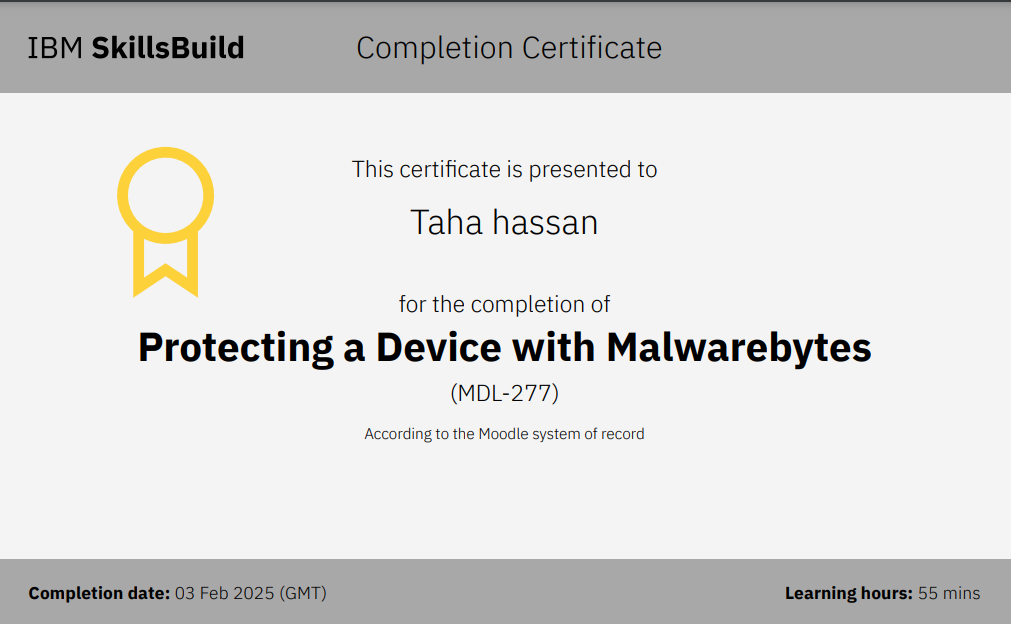 IBM SkillsBuild
Completion Certificate
This certificate is presented to
Taha hassan
for the completion of
Protecting a Device with Malwarebytes
(MDL-277)
According to the Moodle system of record
Completion date: 03 Feb 2025 (GMT)
Learning hours: 55 mins